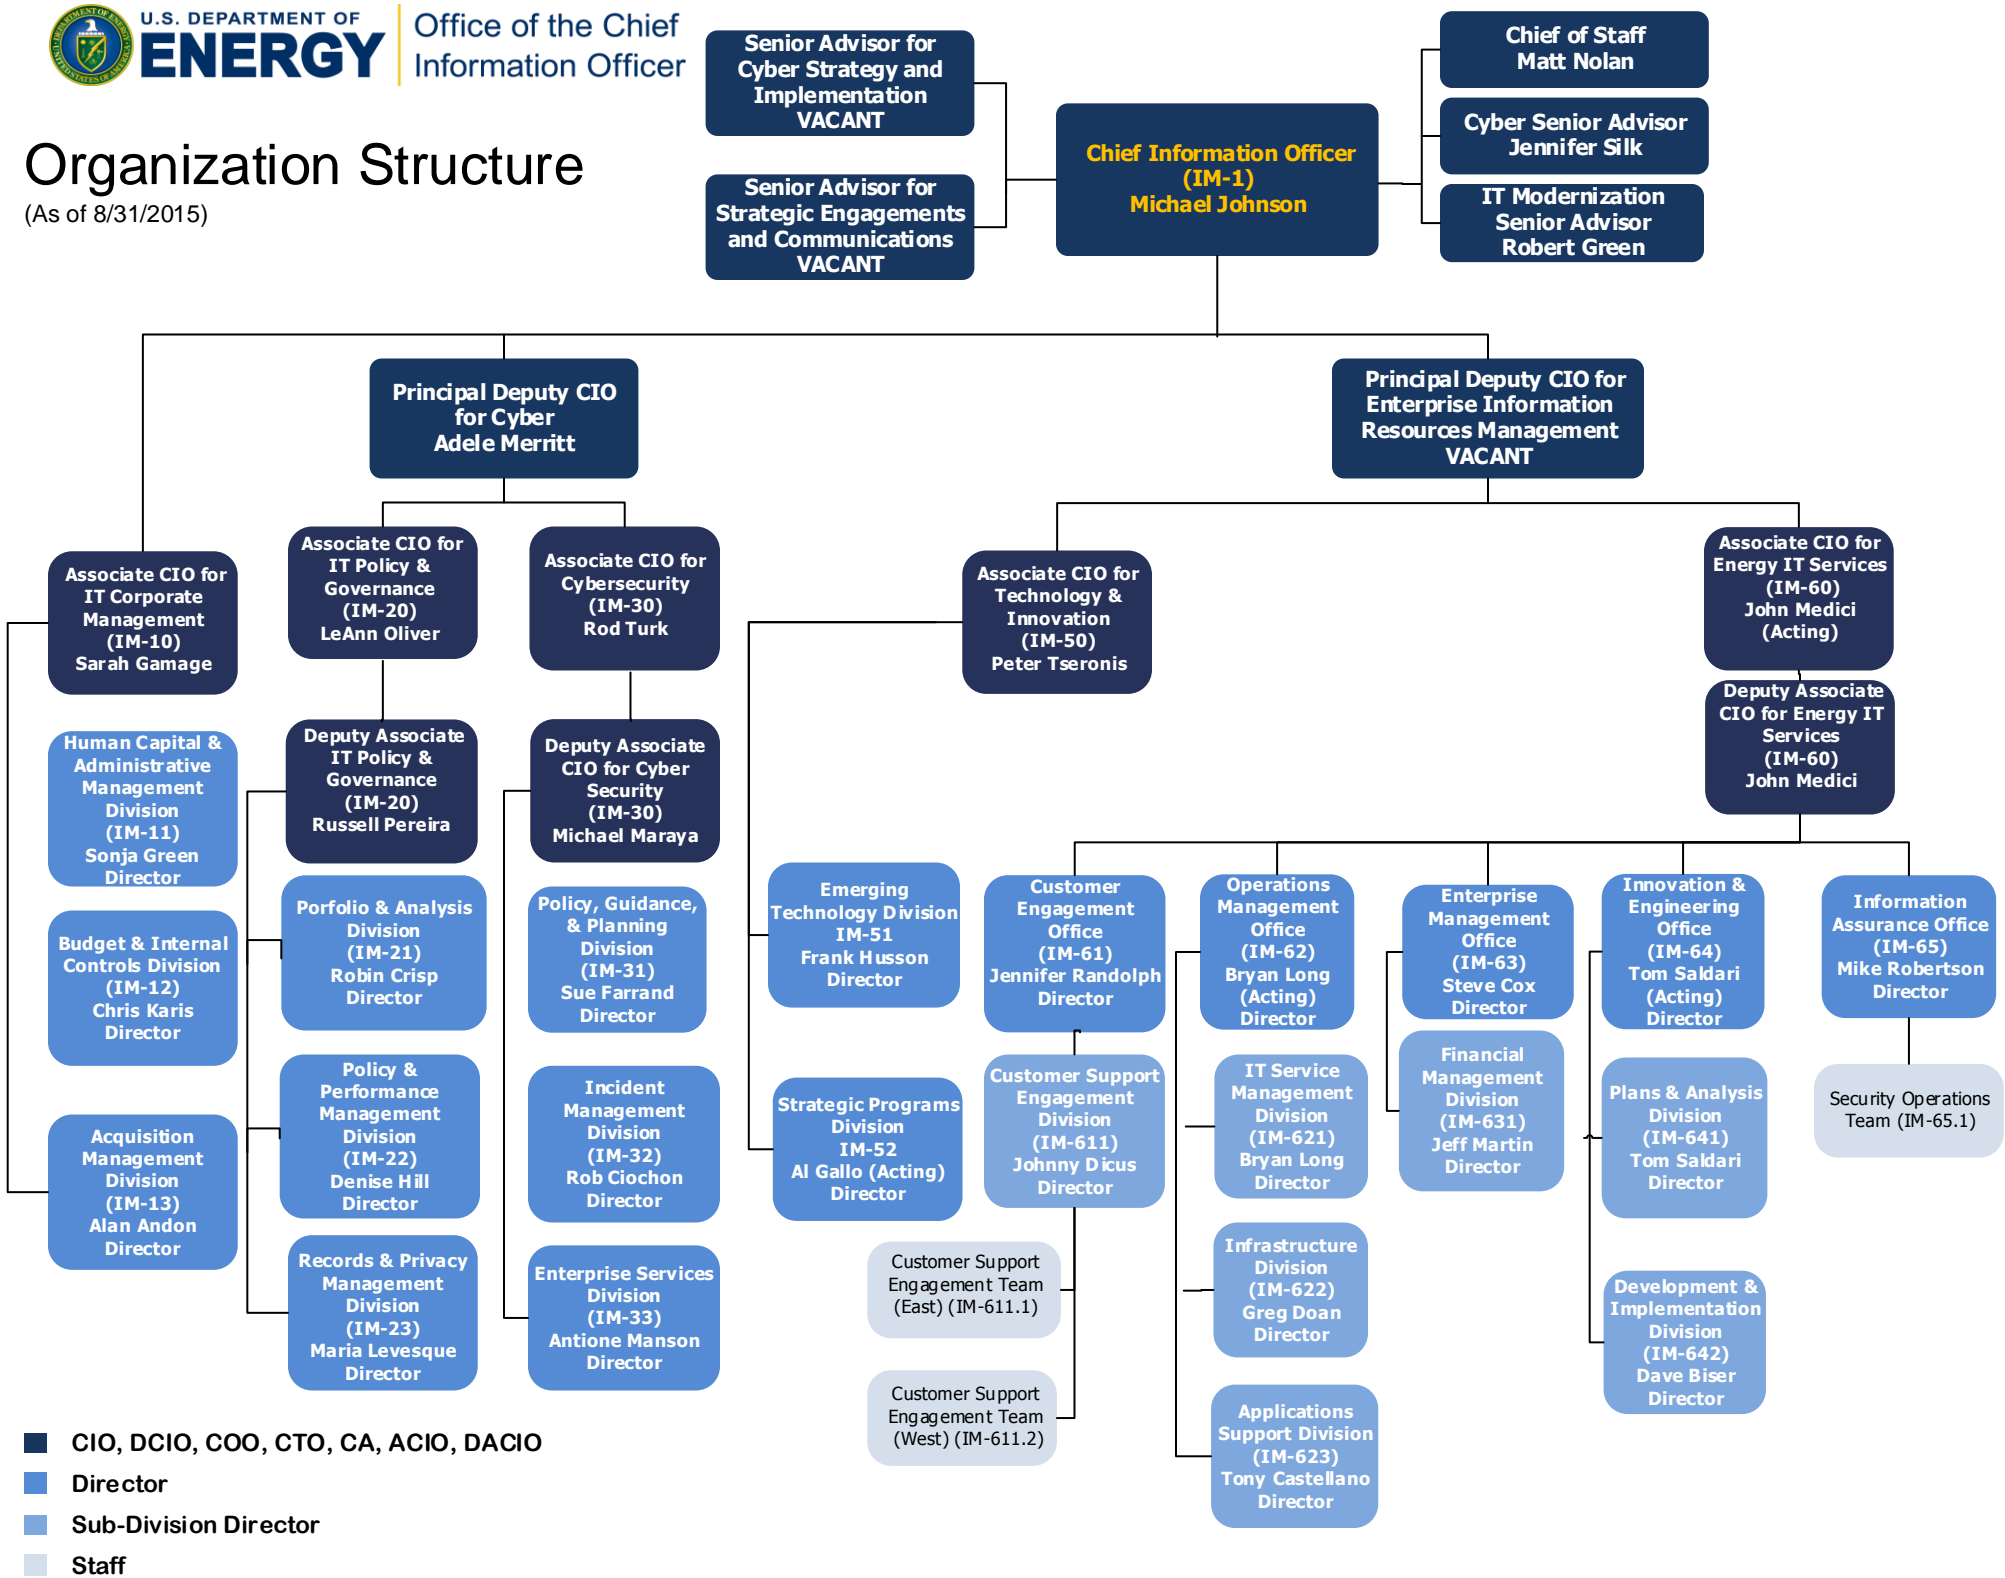 U.S. DEPARTMENT OF
ENERGY
Office of the Chief
Information Officer
Organization Structure
(As of 8/31/2015)
Senior Advisor for
Cyber Strategy and
Implementation
VACANT
Senior Advisor for
Strategic Engagements
and Communications
VACANT
Chief Information Officer
(IM-1)
Michael Johnson
Chief of Staff
Matt Nolan
Cyber Senior Advisor
Jennifer Silk
IT Modernization
Senior Advisor
Robert Green
Principal Deputy CIO
for Cyber
Adele Merritt
Principal Deputy CIO for
Enterprise Information
Resources Management
VACANT
Associate CIO for
IT Corporate
Management
(IM-10)
Sarah Gamage
Associate CIO for
IT Policy &
Governance
(IM-20)
LeAnn Oliver
Associate CIO for
Cybersecurity
(IM-30)
Rod Turk
Associate CIO for
Technology &
Innovation
(IM-50)
Peter Tseronis
Associate CIO for
Energy IT Services
(IM-60)
John Medici
(Acting)
Deputy Associate
CIO for Energy IT
Services
(IM-60)
John Medici
Human Capital &
Administrative
Management
Division
(IM-11)
Sonja Green
Director
Deputy Associate
IT Policy &
Governance
(IM-20)
Russell Pereira
Deputy Associate
CIO for Cyber
Security
(IM-30)
Michael Maraya
Budget & Internal
Controls Division
(IM-12)
Chris Karis
Director
Porfolio & Analysis
Division
(IM-21)
Robin Crisp
Director
Policy, Guidance,
& Planning
Division
(IM-31)
Sue Farrand
Director
Emerging
Technology Division
IM-51
Frank Husson
Director
Customer
Engagement
Office
(IM-61)
Jennifer Randolph
Director
Operations
Management
Office
(IM-62)
Bryan Long
(Acting)
Director
Enterprise
Management
Office
(IM-63)
Steve Cox
Director
Innovation &
Engineering
Office
(IM-64)
Tom Saldari
(Acting)
Director
Information
Assurance Office
(IM-65)
Mike Robertson
Director
Acquisition
Management
Division
(IM-13)
Alan Andon
Director
Policy &
Performance
Management
Division
(IM-22)
Denise Hill
Director
Incident
Management
Division
(IM-32)
Rob Ciochon
Director
Strategic Programs
Division
IM-52
Al Gallo (Acting)
Director
Customer Support
Engagement
Division
(IM-611)
Johnny Dicus
Director
IT Service
Management
Division
(IM-621)
Bryan Long
Director
Financial
Management
Division
(IM-631)
Jeff Martin
Director
Plans & Analysis
Division
(IM-641)
Tom Saldari
Director
Security Operations
Team (IM-65.1)
Records & Privacy
Management
Division
(IM-23)
Maria Levesque
Director
Enterprise Services
Division
(IM-33)
Antione Manson
Director
Customer Support
Engagement Team
(East) (IM-611.1)
Infrastructure
Division
(IM-622)
Greg Doan
Director
Development &
Implementation
Division
(IM-642)
Dave Biser
Director
Customer Support
Engagement Team
(West) (IM-611.2)
Applications
Support Division
(IM-623)
Tony Castellano
Director
CIO, DCIO, COO, CTO, CA, ACIO, DACIO
Director
Sub-Division Director
Staff